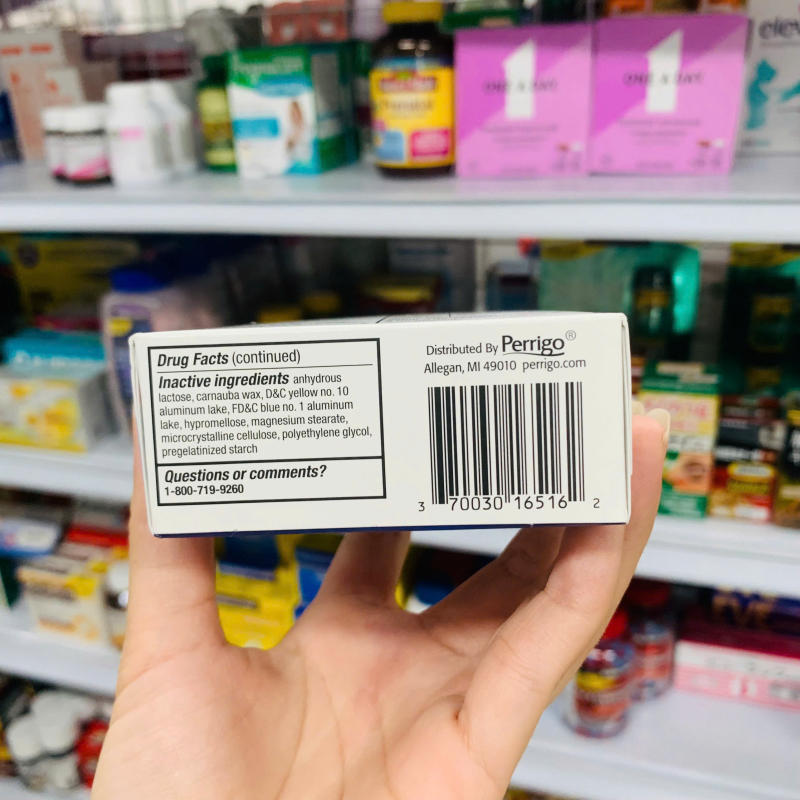 Drug Facts (continued)
Inactive ingredients anhydrous
lactose, carnauba wax, D&C yellow no. 10
aluminum lake, FD&C blue no. 1 aluminum
lake, hypromellose, magnesium stearate,
microcrystalline cellulose, polyethylene glycol,
pregelatinized starch
Questions or comments?
1-800-719-9260
Distributed By Perrigo®
Allegan, MI 49010 perrigo.com
3 70030 16516 2
ONE A DAY
1
ONE A DAY
1